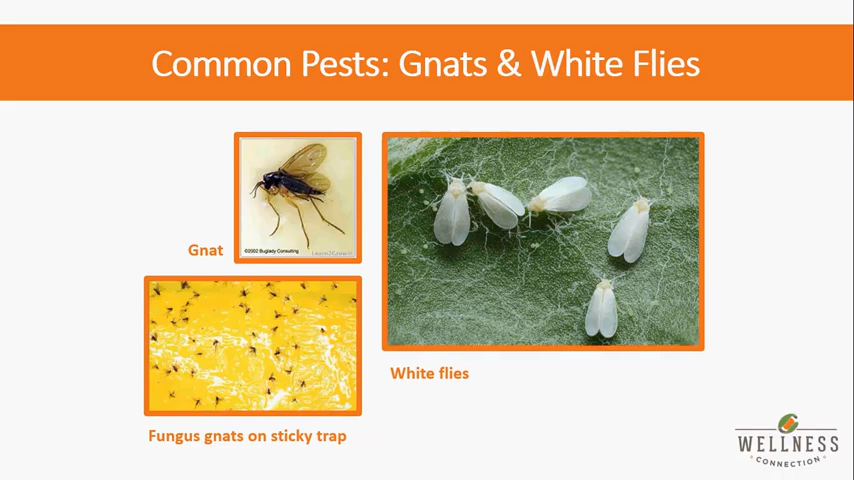 Common Pests: Gnats & White Flies
©2002 Buglady Consulting
Gnat
White flies
Fungus gnats on sticky trap
WELLNESS
CONNECTION